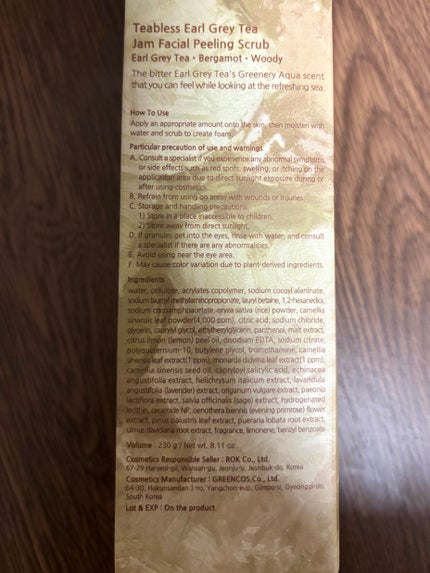 Teabless Earl Grey Tea
Jam Facial Peeling Scrub
Earl Grey Tea • Bergamot • Woody
The bitter Earl Grey Tea's Greenery Aqua scent
that you can feel while looking at the refreshing sea.
How To Use
Apply an appropriate amount onto the skin, then moisten with
water and scrub to create foam.
Particular precaution of use and warnings
A. Consult a specialist if you experience any abnormal symptoms
or side effects such as red spots, swelling, or itching on the
application area due to direct sunlight exposure during or
after using cosmetics.
B. Refrain from using on areas with wounds or injuries.
C. Storage and handling precautions
1) Store in a place inaccessible to children.
2) Store away from direct sunlight.
D. If granules get into the eyes, rinse with water, and consult
a specialist if there are any abnormalities.
E. Avoid using near the eye area.
F. May cause color variation due to plant-derived ingredients.
Ingredients
water, cellulose, acrylates copolymer, sodium cocoyl alaninate,
sodium lauroyl methylaminopropionate, lauryl betaine, 1,2-hexanediol,
sodium cocoamphoacetate, oryza sativa (rice) powder, camellia
sinensis leaf powder(4,000 ppm), citric acid, sodium chloride,
glycerin, caprylyl glycol, ethylhexylglycerin, panthenol, malt extract,
citrus limon (lemon) peel oil, disodium EDTA, sodium citrate,
polyquaternium-10, butylene glycol, tromethamine, camellia
sinensis leaf extract(1 ppm), monarda didyma leaf extract(1 ppm),
camellia sinensis seed oil, capryloyl salicylic acid, echinacea
angustifolia extract, helichrysum italicum extract, lavandula
angustifolia (lavender) extract, origanum vulgare extract, paeonia
lactiflora extract, salvia officinalis (sage) extract, hydrogenated
lecithin, ceramide NP, oenothera biennis (evening primrose) flower
extract, pinus palustris leaf extract, pueraria lobata root extract,
ulmus davidiana root extract, fragrance, limonene, benzyl benzoate
Volume : 230 g / Net wt. 8.11 oz.
Cosmetics Responsible Seller : ROK Co., Ltd,
67-29 Hanjeol-gil, Wansan-gu, Jeonju-si, Jeonbuk-do, Korea
Cosmetics Manufacturer : GREENCOS.Co., Ltd.
64-30, Hakunsandan 1-ro, Yangchon-eup, Gimpo-si, Gyeonggi-do,
South Korea
Lot & EXP : On the product